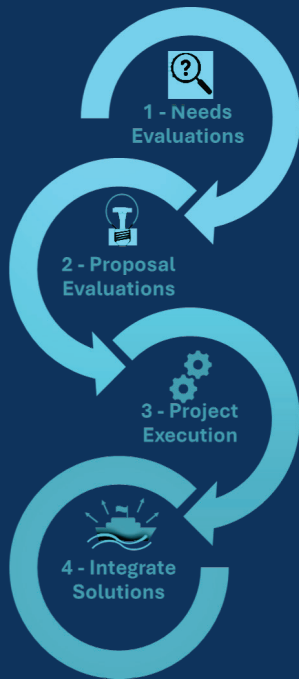 ?
1 - Needs
Evaluations
2 - Proposal
Evaluations
3 - Project
Execution
4 - Integrate
Solutions